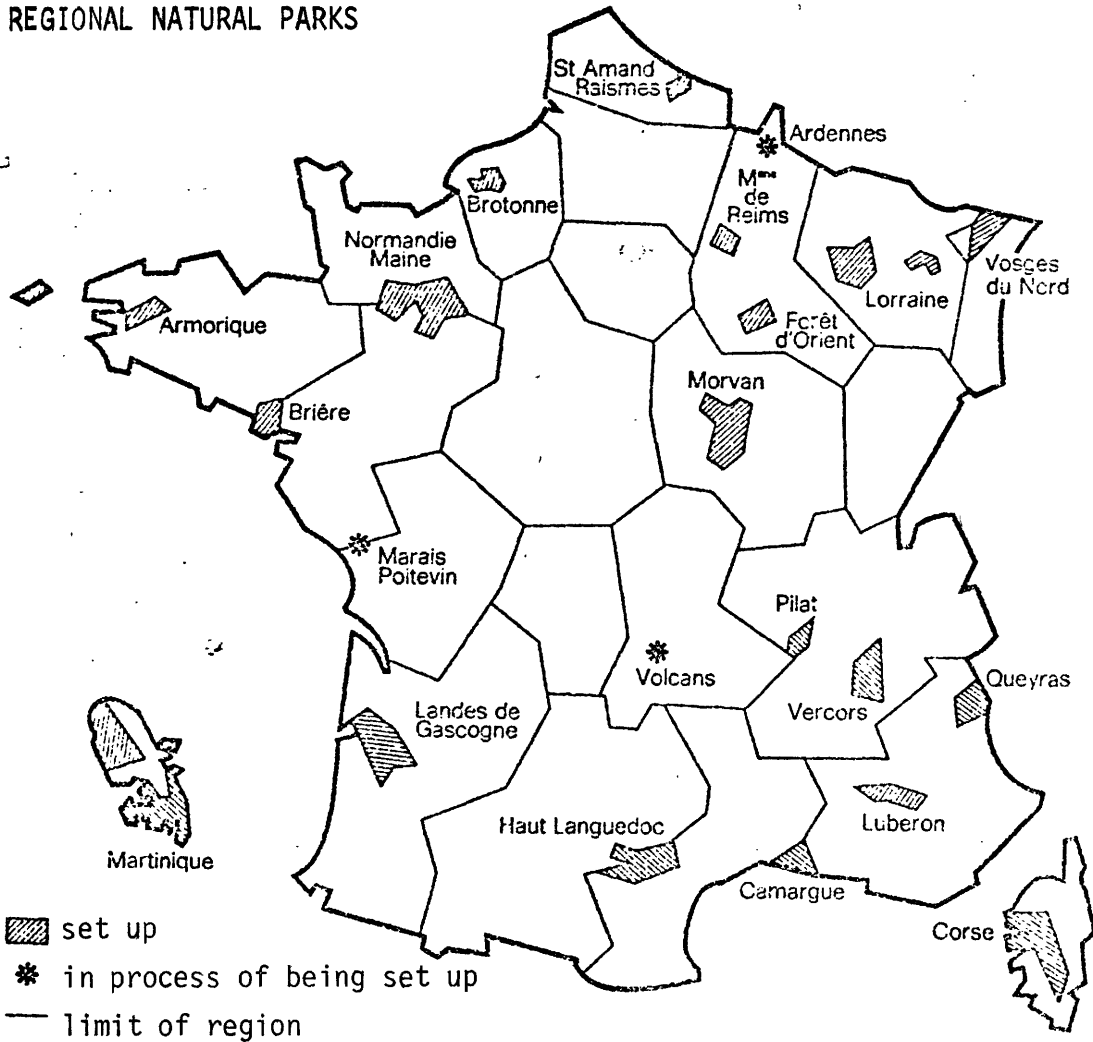 REGIONAL NATURAL PARKS
St Amand
Raismes
Ardennes
Mgne
de
Reims
Brotonne
Normandie
Maine
Vosges
du Nord
Lorraine
Armorique
Forêt
d'Orient
Morvan
Brière
Marais
Poitevin
Pilat
Volcans
Queyras
Vercors
Landes de
Gascogne
Haut Languedoc
Luberon
Martinique
Camargue
Corse
set up
in process of being set up
limit of region